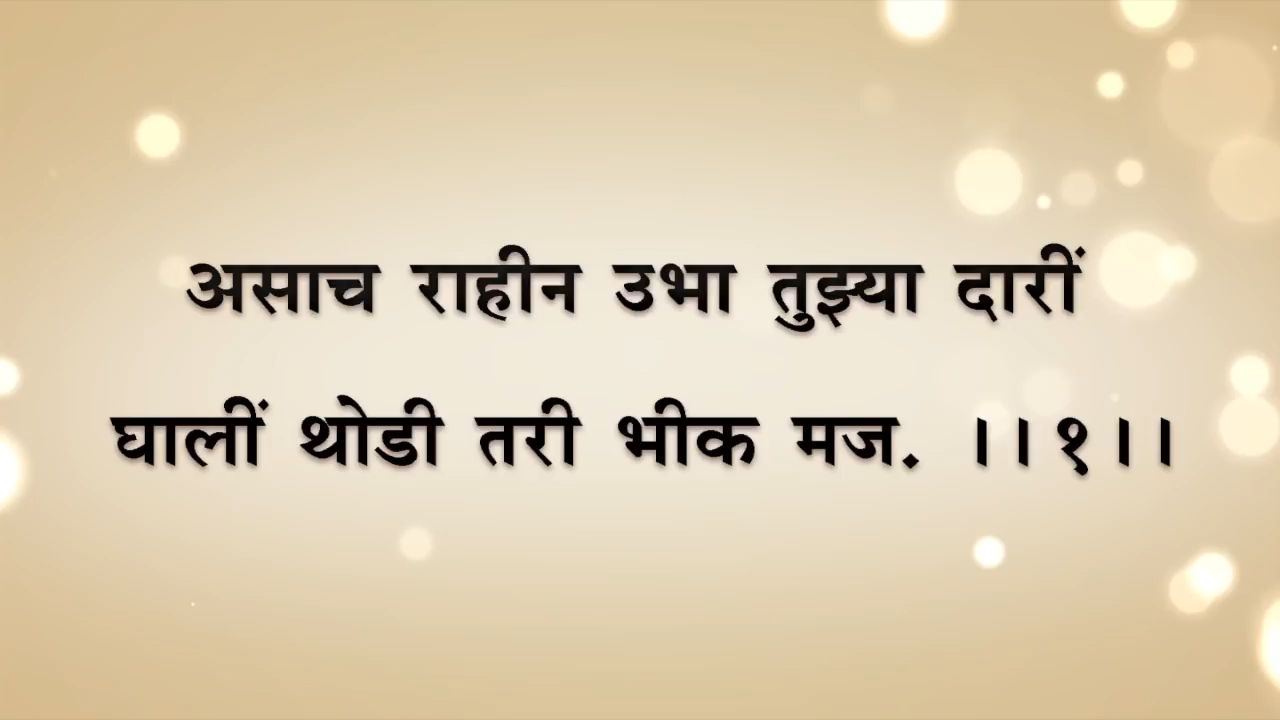 असाच राहीन उभा तुझ्या दारीं
घालीं थोडी तरी भीक मज. ।।१।।